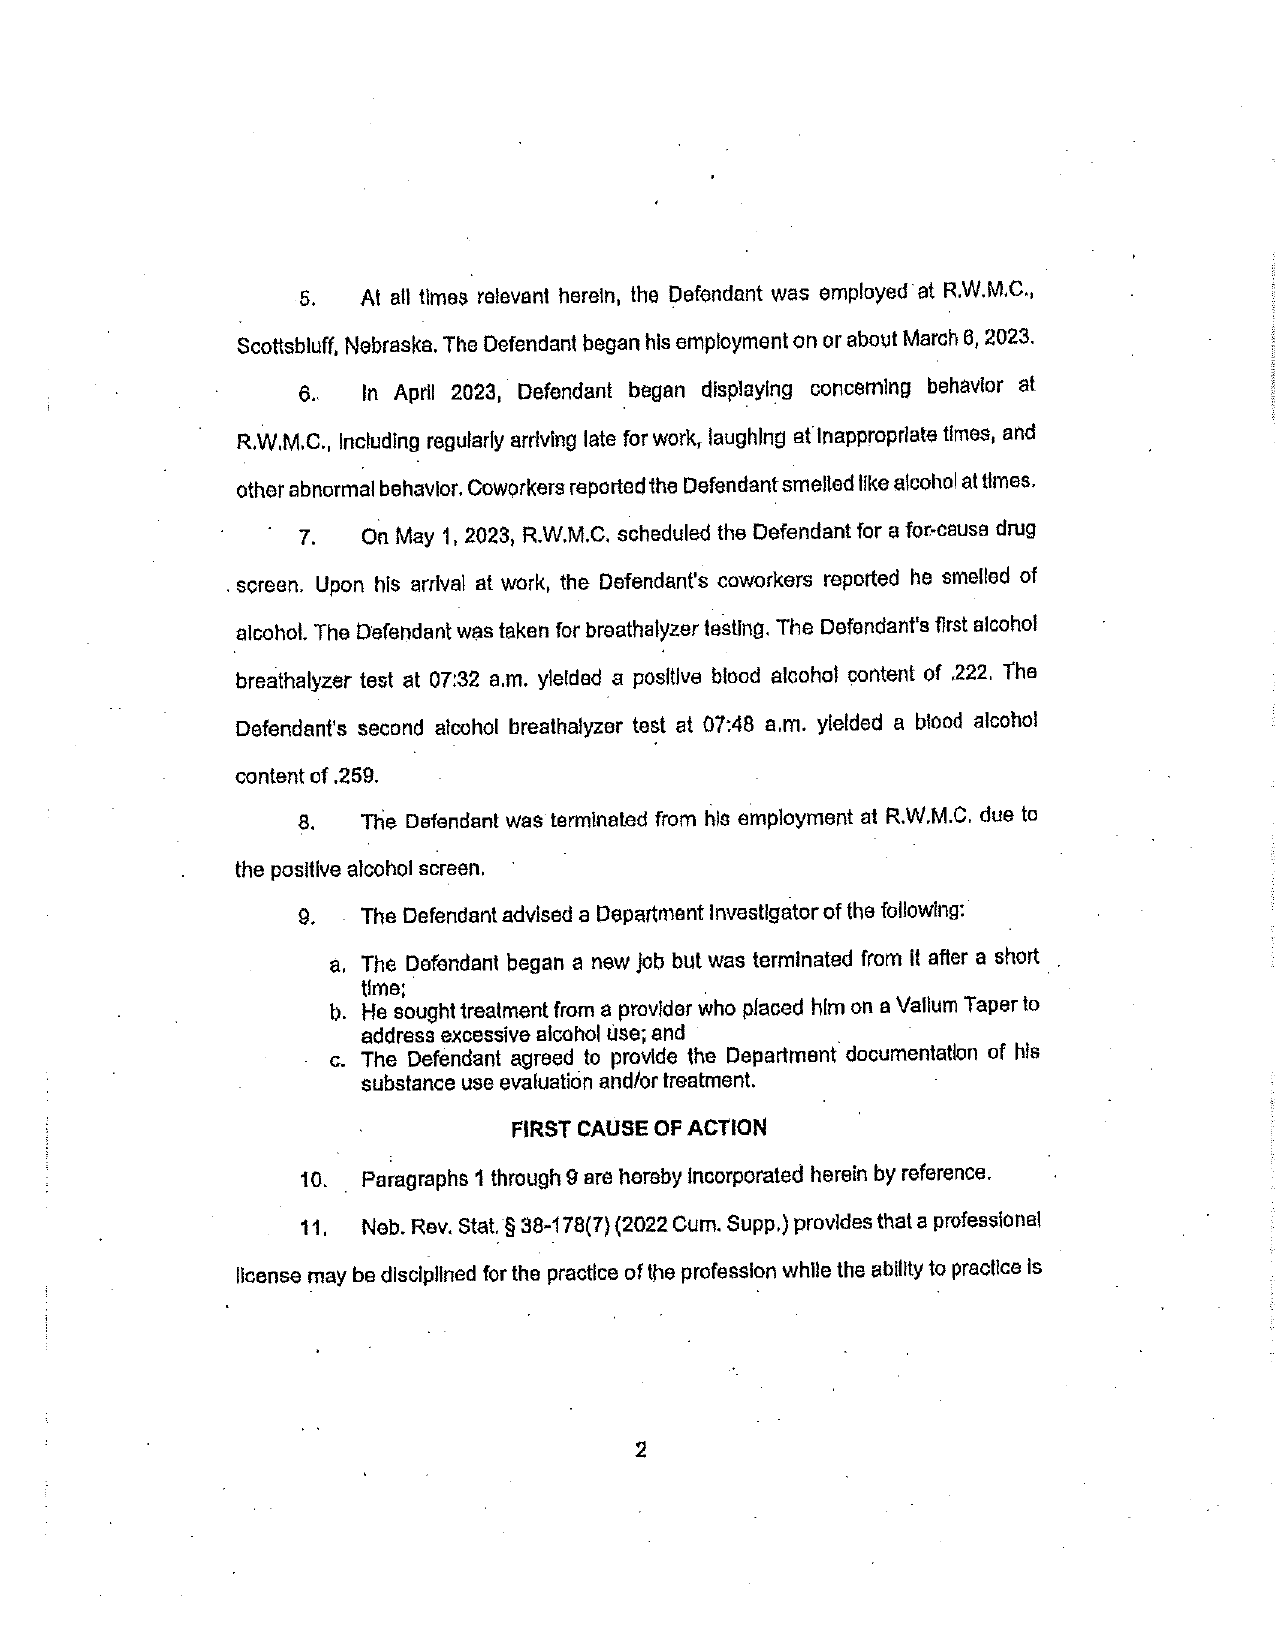 5. At all times relevant herein, the Defendant was employed at R.W.M.C.,
Scottsbluff, Nebraska. The Defendant began his employment on or about March 6, 2023.
6. In April 2023, Defendant began displaying concerning behavior at
R.W.M.C., including regularly arriving late for work, laughing at inappropriate times, and
other abnormal behavior. Coworkers reported the Defendant smelled like alcohol at times.
7. On May 1, 2023, R.W.M.C. scheduled the Defendant for a for-cause drug
screen. Upon his arrival at work, the Defendant's coworkers reported he smelled of
alcohol. The Defendant was taken for breathalyzer testing. The Defendant's first alcohol
breathalyzer test at 07:32 a.m. yielded a positive blood alcohol content of .222. The
Defendant's second alcohol breathalyzer test at 07:48 a.m. yielded a blood alcohol
content of .259.
8. The Defendant was terminated from his employment at R.W.M.C. due to
the positive alcohol screen.
9. The Defendant advised a Department Investigator of the following:
a. The Defendant began a new job but was terminated from it after a short
time;
b. He sought treatment from a provider who placed him on a Valium Taper to
address excessive alcohol use; and
c. The Defendant agreed to provide the Department documentation of his
substance use evaluation and/or treatment.
FIRST CAUSE OF ACTION
10. Paragraphs 1 through 9 are hereby incorporated herein by reference.
11. Neb. Rev. Stat. § 38-178(7) (2022 Cum. Supp.) provides that a professional
license may be disciplined for the practice of the profession while the ability to practice is
2